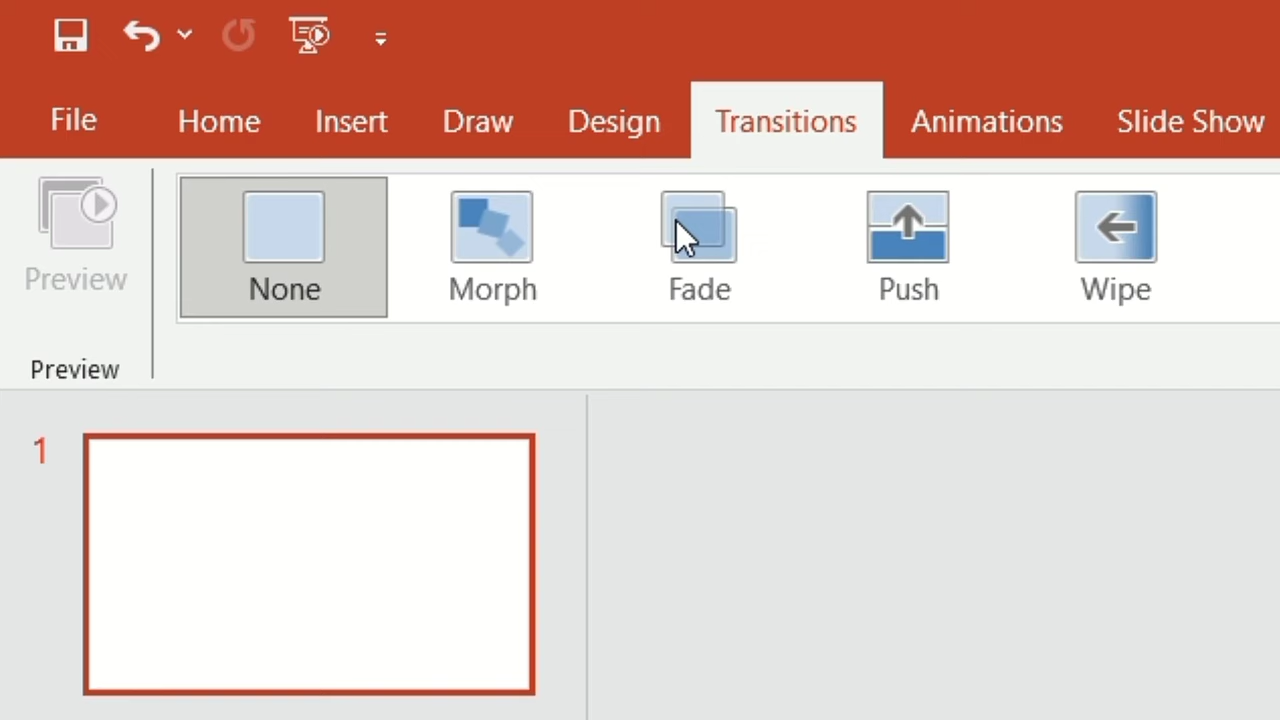 File Home Insert Draw Design Transitions Animations Slide Show
Preview None Morph Fade Push Wipe
Preview
1